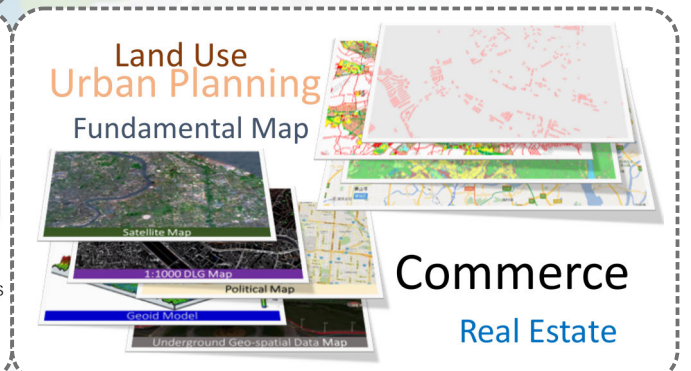 Land Use
Urban Planning
Fundamental Map
Satellite Map
1:1000 DLG Map
Political Map
Geoid Model
Underground Geo-spatial Data Map
Commerce
Real Estate
s